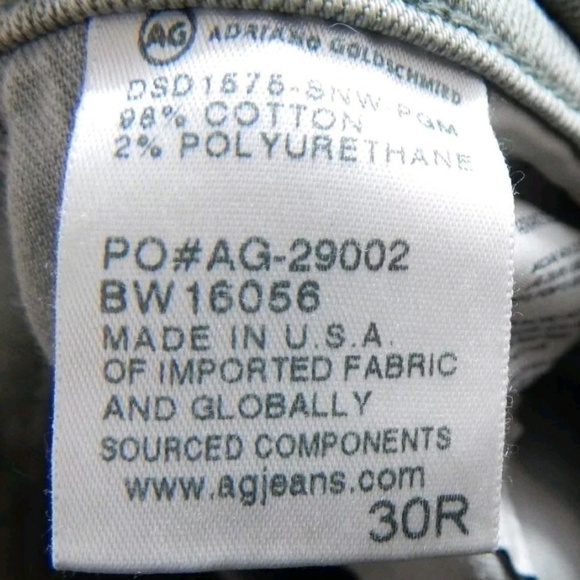 AG ADRIANO GOLDSCHMIED
DSD1575-SNW-PGM
98% COTTON
2% POLYURETHANE
PO#AG-29002
BW16056
MADE IN U.S.A.
OF IMPORTED FABRIC
AND GLOBALLY
SOURCED COMPONENTS
www.agjeans.com
30R